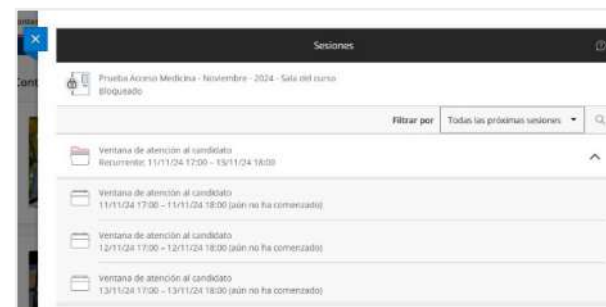 Sesiones
Prueba Acceso Medicina - Noviembre - 2024 - Sala del curso
Bloqueado
Filtrar por Todas las próximas sesiones
Ventana de atención al candidato
Recurrente: 11/11/24 17:00 – 15/11/24 18:00
Ventana de atención al candidato
11/11/24 17:00 – 11/11/24 18:00 (aún no ha comenzado)
Ventana de atención al candidato
12/11/24 17:00 – 12/11/24 18:00 (aún no ha comenzado)
Ventana de atención al candidato
13/11/24 17:00 – 13/11/24 18:00 (aún no ha comenzado)